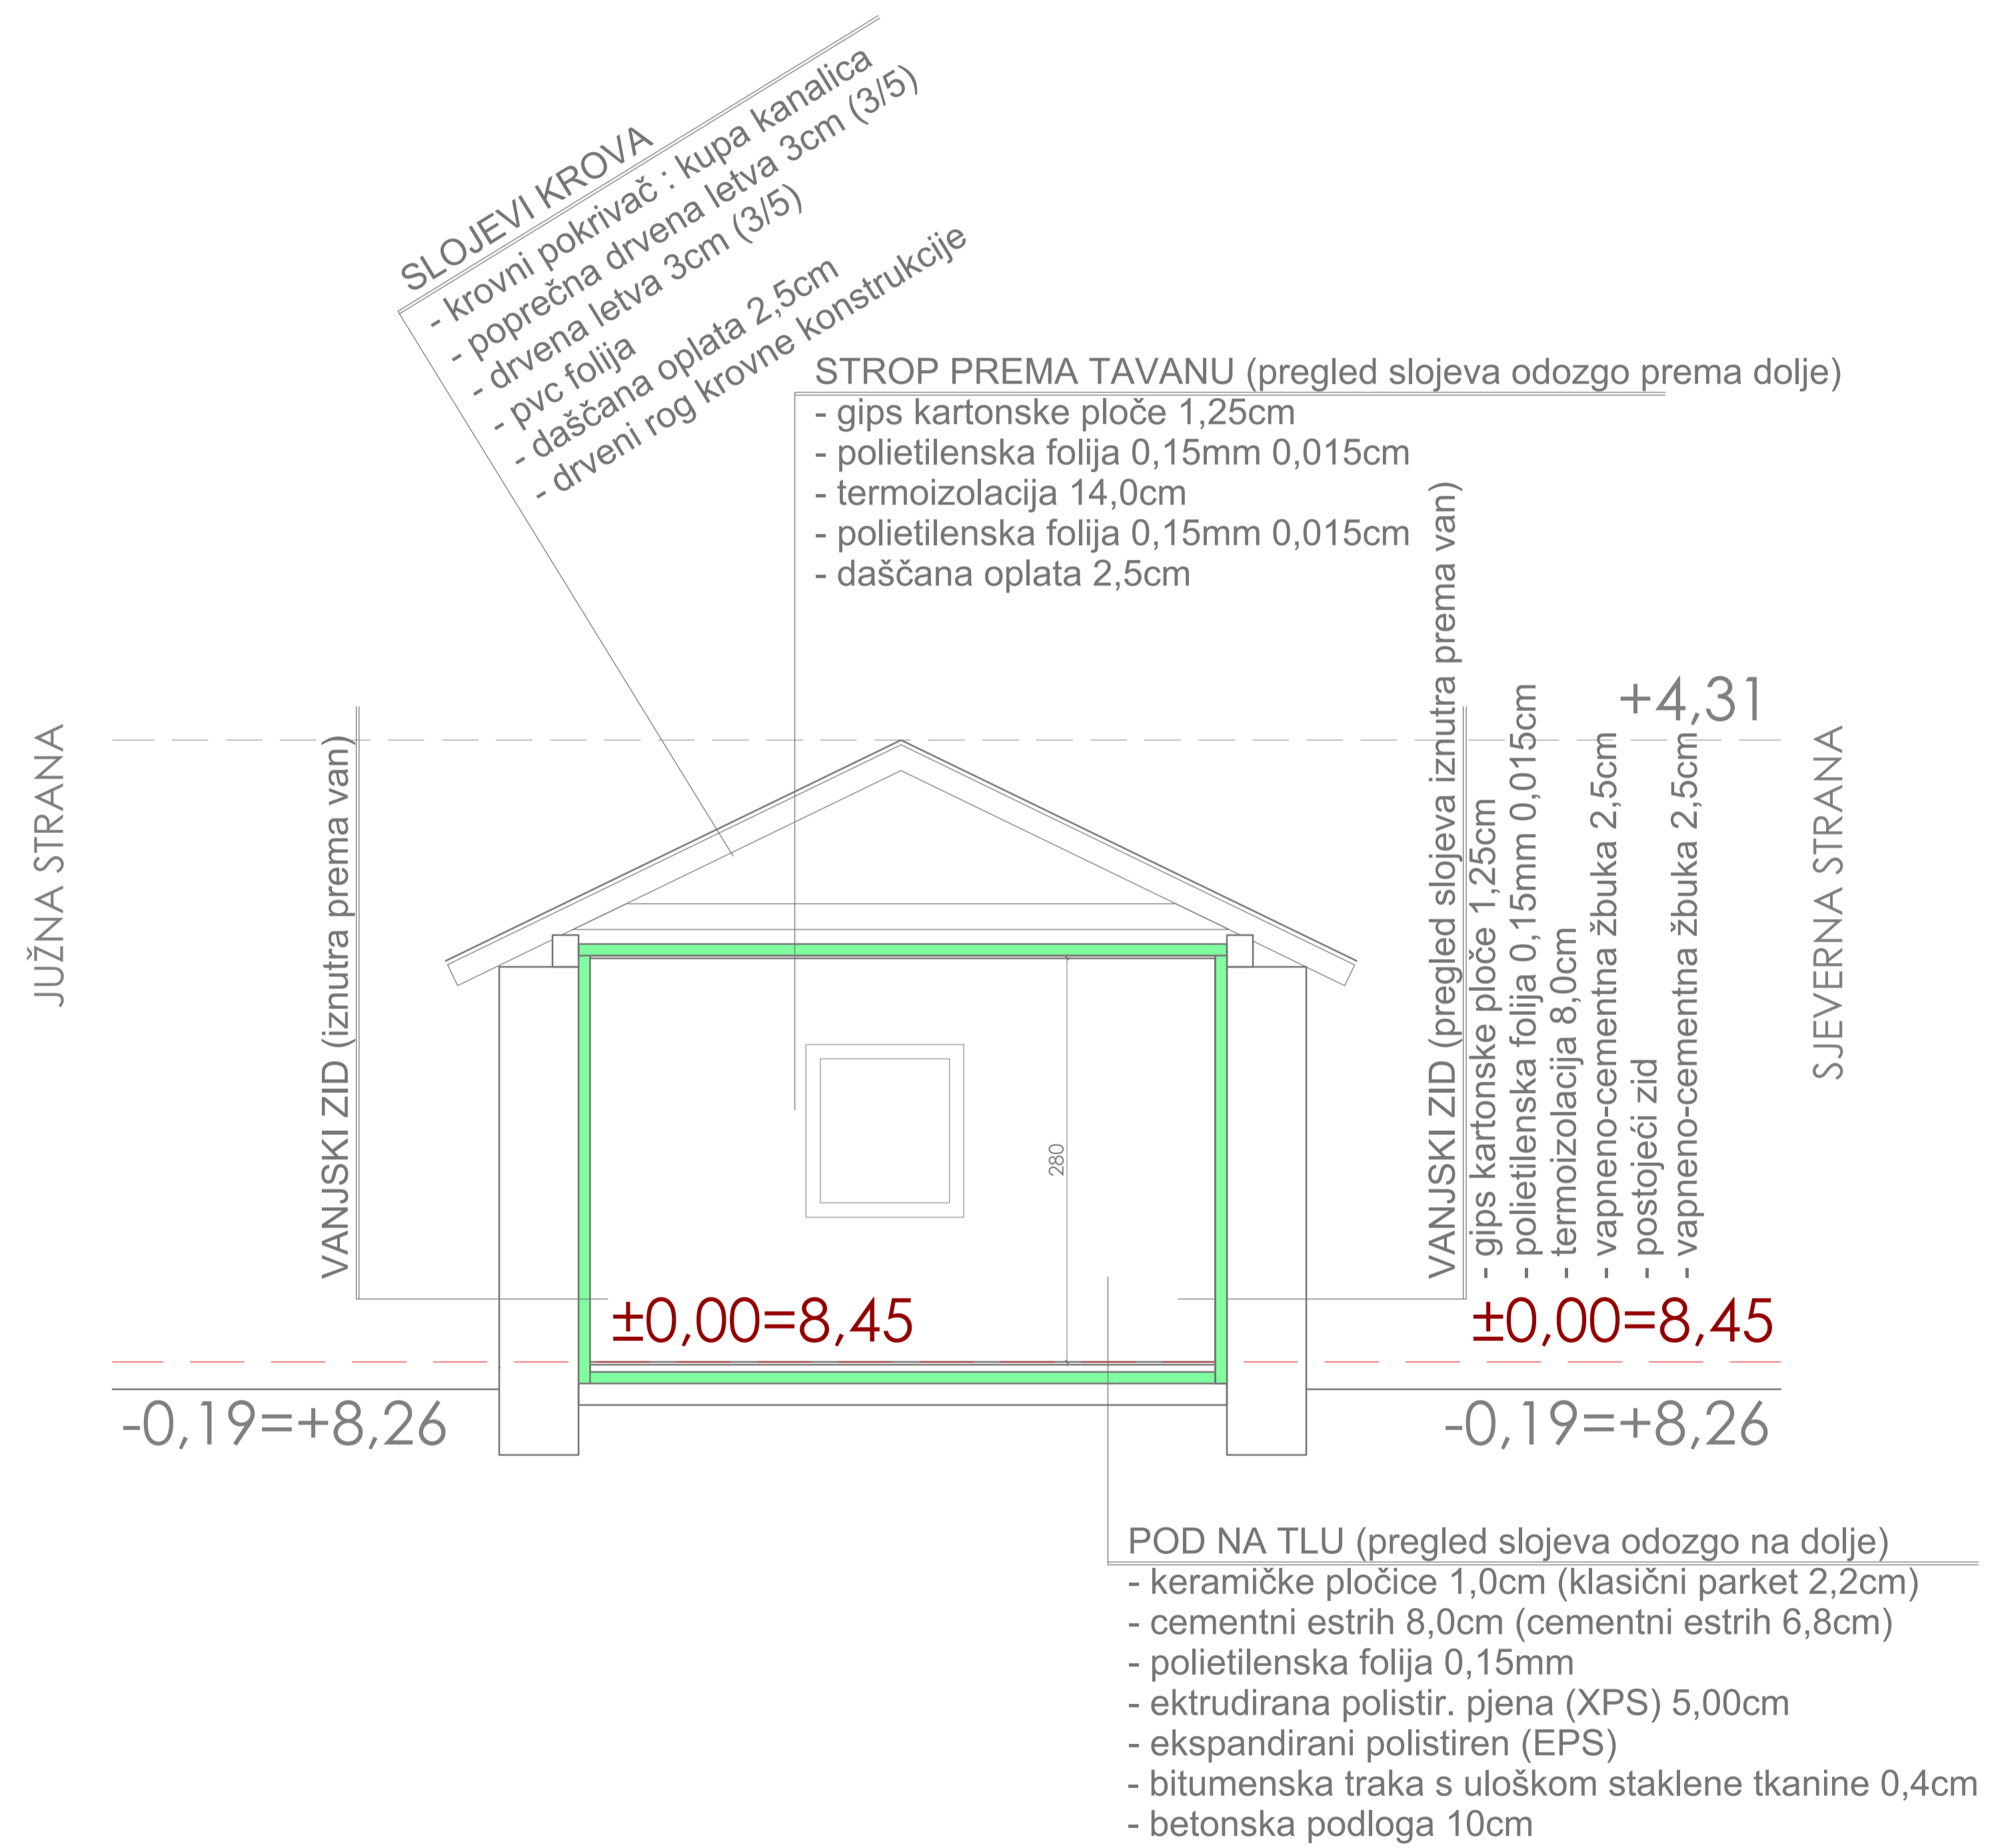 SLOJEVI KROVA
- krovni pokrivač : kupa kanalica
- poprečna drvena letva 3cm (3/5)
- drvena letva 3cm (3/5)
- pvc folija
- daščana oplata 2,5cm
- drveni rog krovne konstrukcije
STROP PREMA TAVANU (pregled slojeva odozgo prema dolje)
- gips kartonske ploče 1,25cm
- polietilenska folija 0,15mm 0,015cm
- termoizolacija 14,0cm
- polietilenska folija 0,15mm 0,015cm
- daščana oplata 2,5cm
JUŽNA STRANA
VANJSKI ZID (iznutra prema van)
VANJSKI ZID (pregled slojeva iznutra prema van)
- gips kartonske ploče 1,25cm
- polietilenska folija 0,15mm 0,015cm
- termoizolacija 8,0cm
- vapneno-cementna žbuka 2,5cm
- postojeći zid
- vapneno-cementna žbuka 2,5cm
+4,31
SJEVERNA STRANA
280
±0,00=8,45
±0,00=8,45
-0,19=+8,26
-0,19=+8,26
POD NA TLU (pregled slojeva odozgo na dolje)
- keramičke pločice 1,0cm (klasični parket 2,2cm)
- cementni estrih 8,0cm (cementni estrih 6,8cm)
- polietilenska folija 0,15mm
- ektrudirana polistir. pjena (XPS) 5,00cm
- ekspandirani polistiren (EPS)
- bitumenska traka s uloškom staklene tkanine 0,4cm
- betonska podloga 10cm